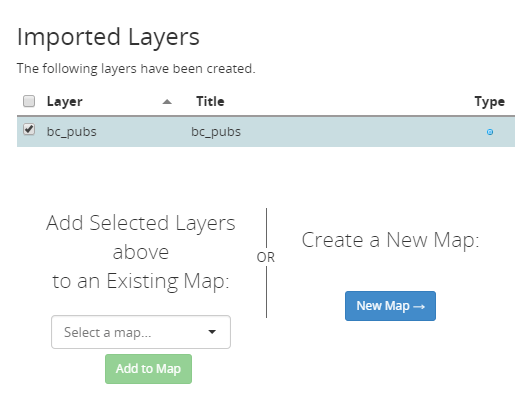 Imported Layers
The following layers have been created.
Layer Title Type
bc_pubs bc_pubs
Add Selected Layers
above
to an Existing Map:
Select a map...
Add to Map
OR
Create a New Map:
New Map →